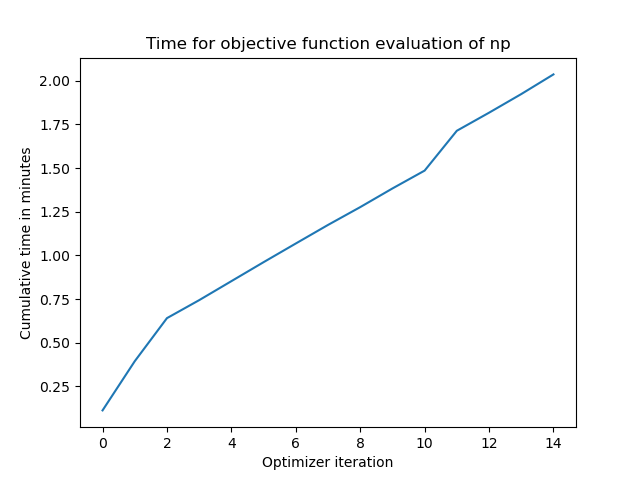 Time for objective function evaluation of np
2.00
1.75
1.50
1.25
1.00
0.75
0.50
0.25
Cumulative time in minutes
0 2 4 6 8 10 12 14
Optimizer iteration